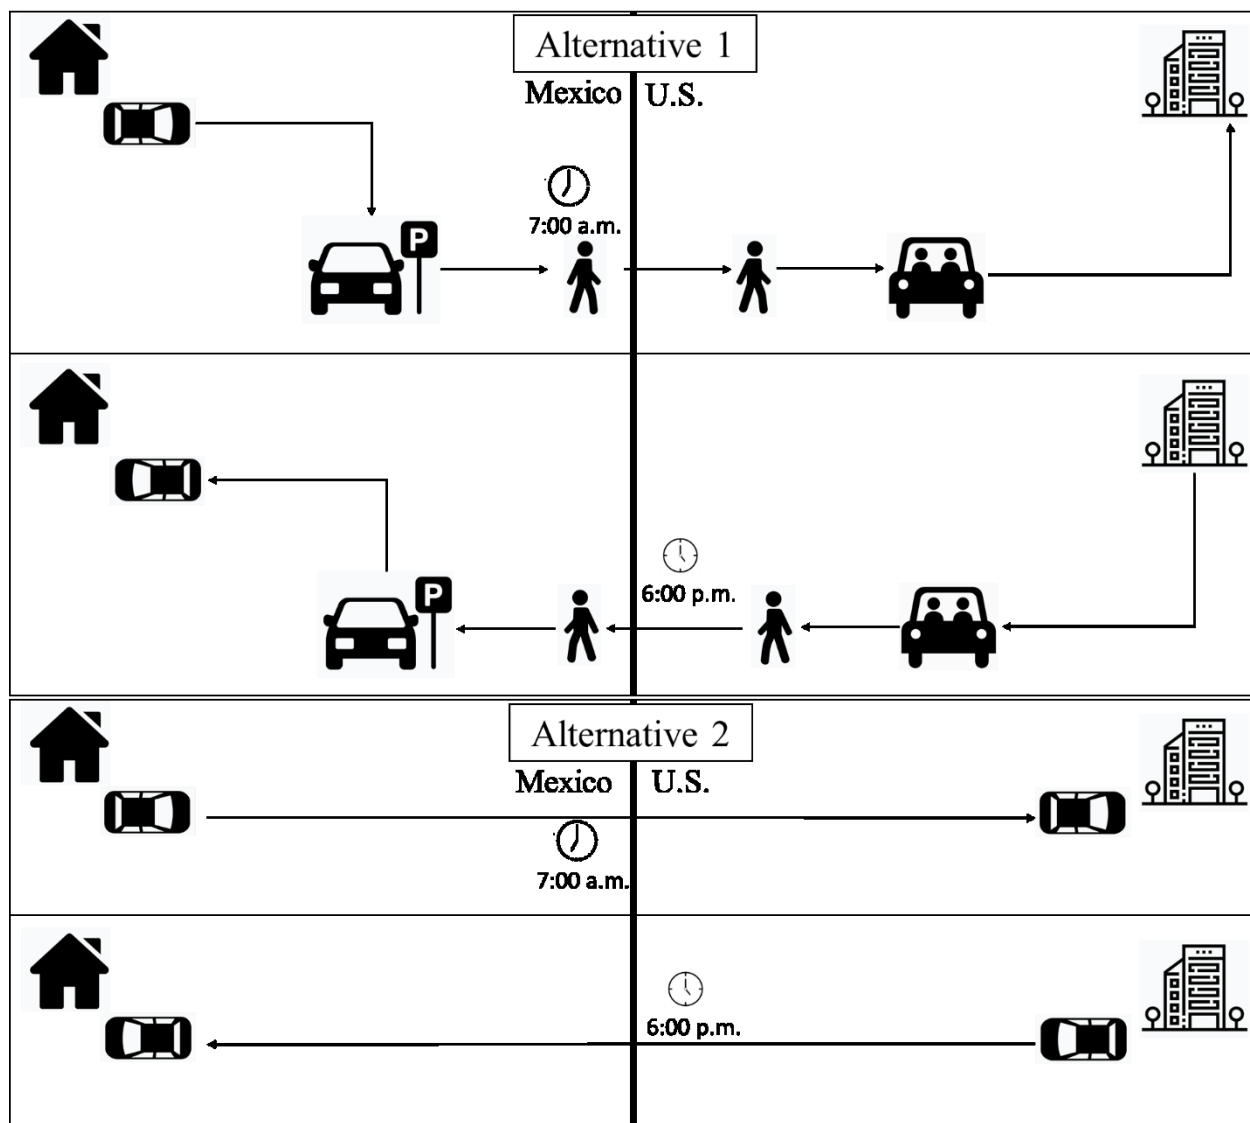 Alternative 1
Mexico U.S.
7:00 a.m.
P
6:00 p.m.
P
Alternative 2
Mexico U.S.
7:00 a.m.
6:00 p.m.